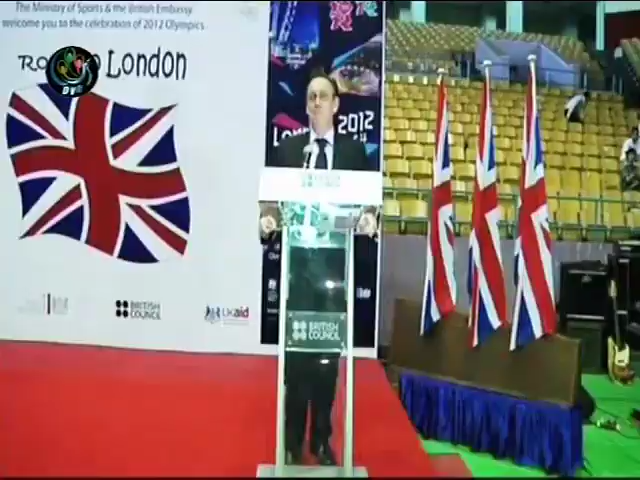 The Ministry of Sports & the British Embassy
welcome you to the celebration of 2012 Olympics
London
DVB
London 2012
BRITISH
COUNCIL
UKaid
BRITISH
COUNCIL